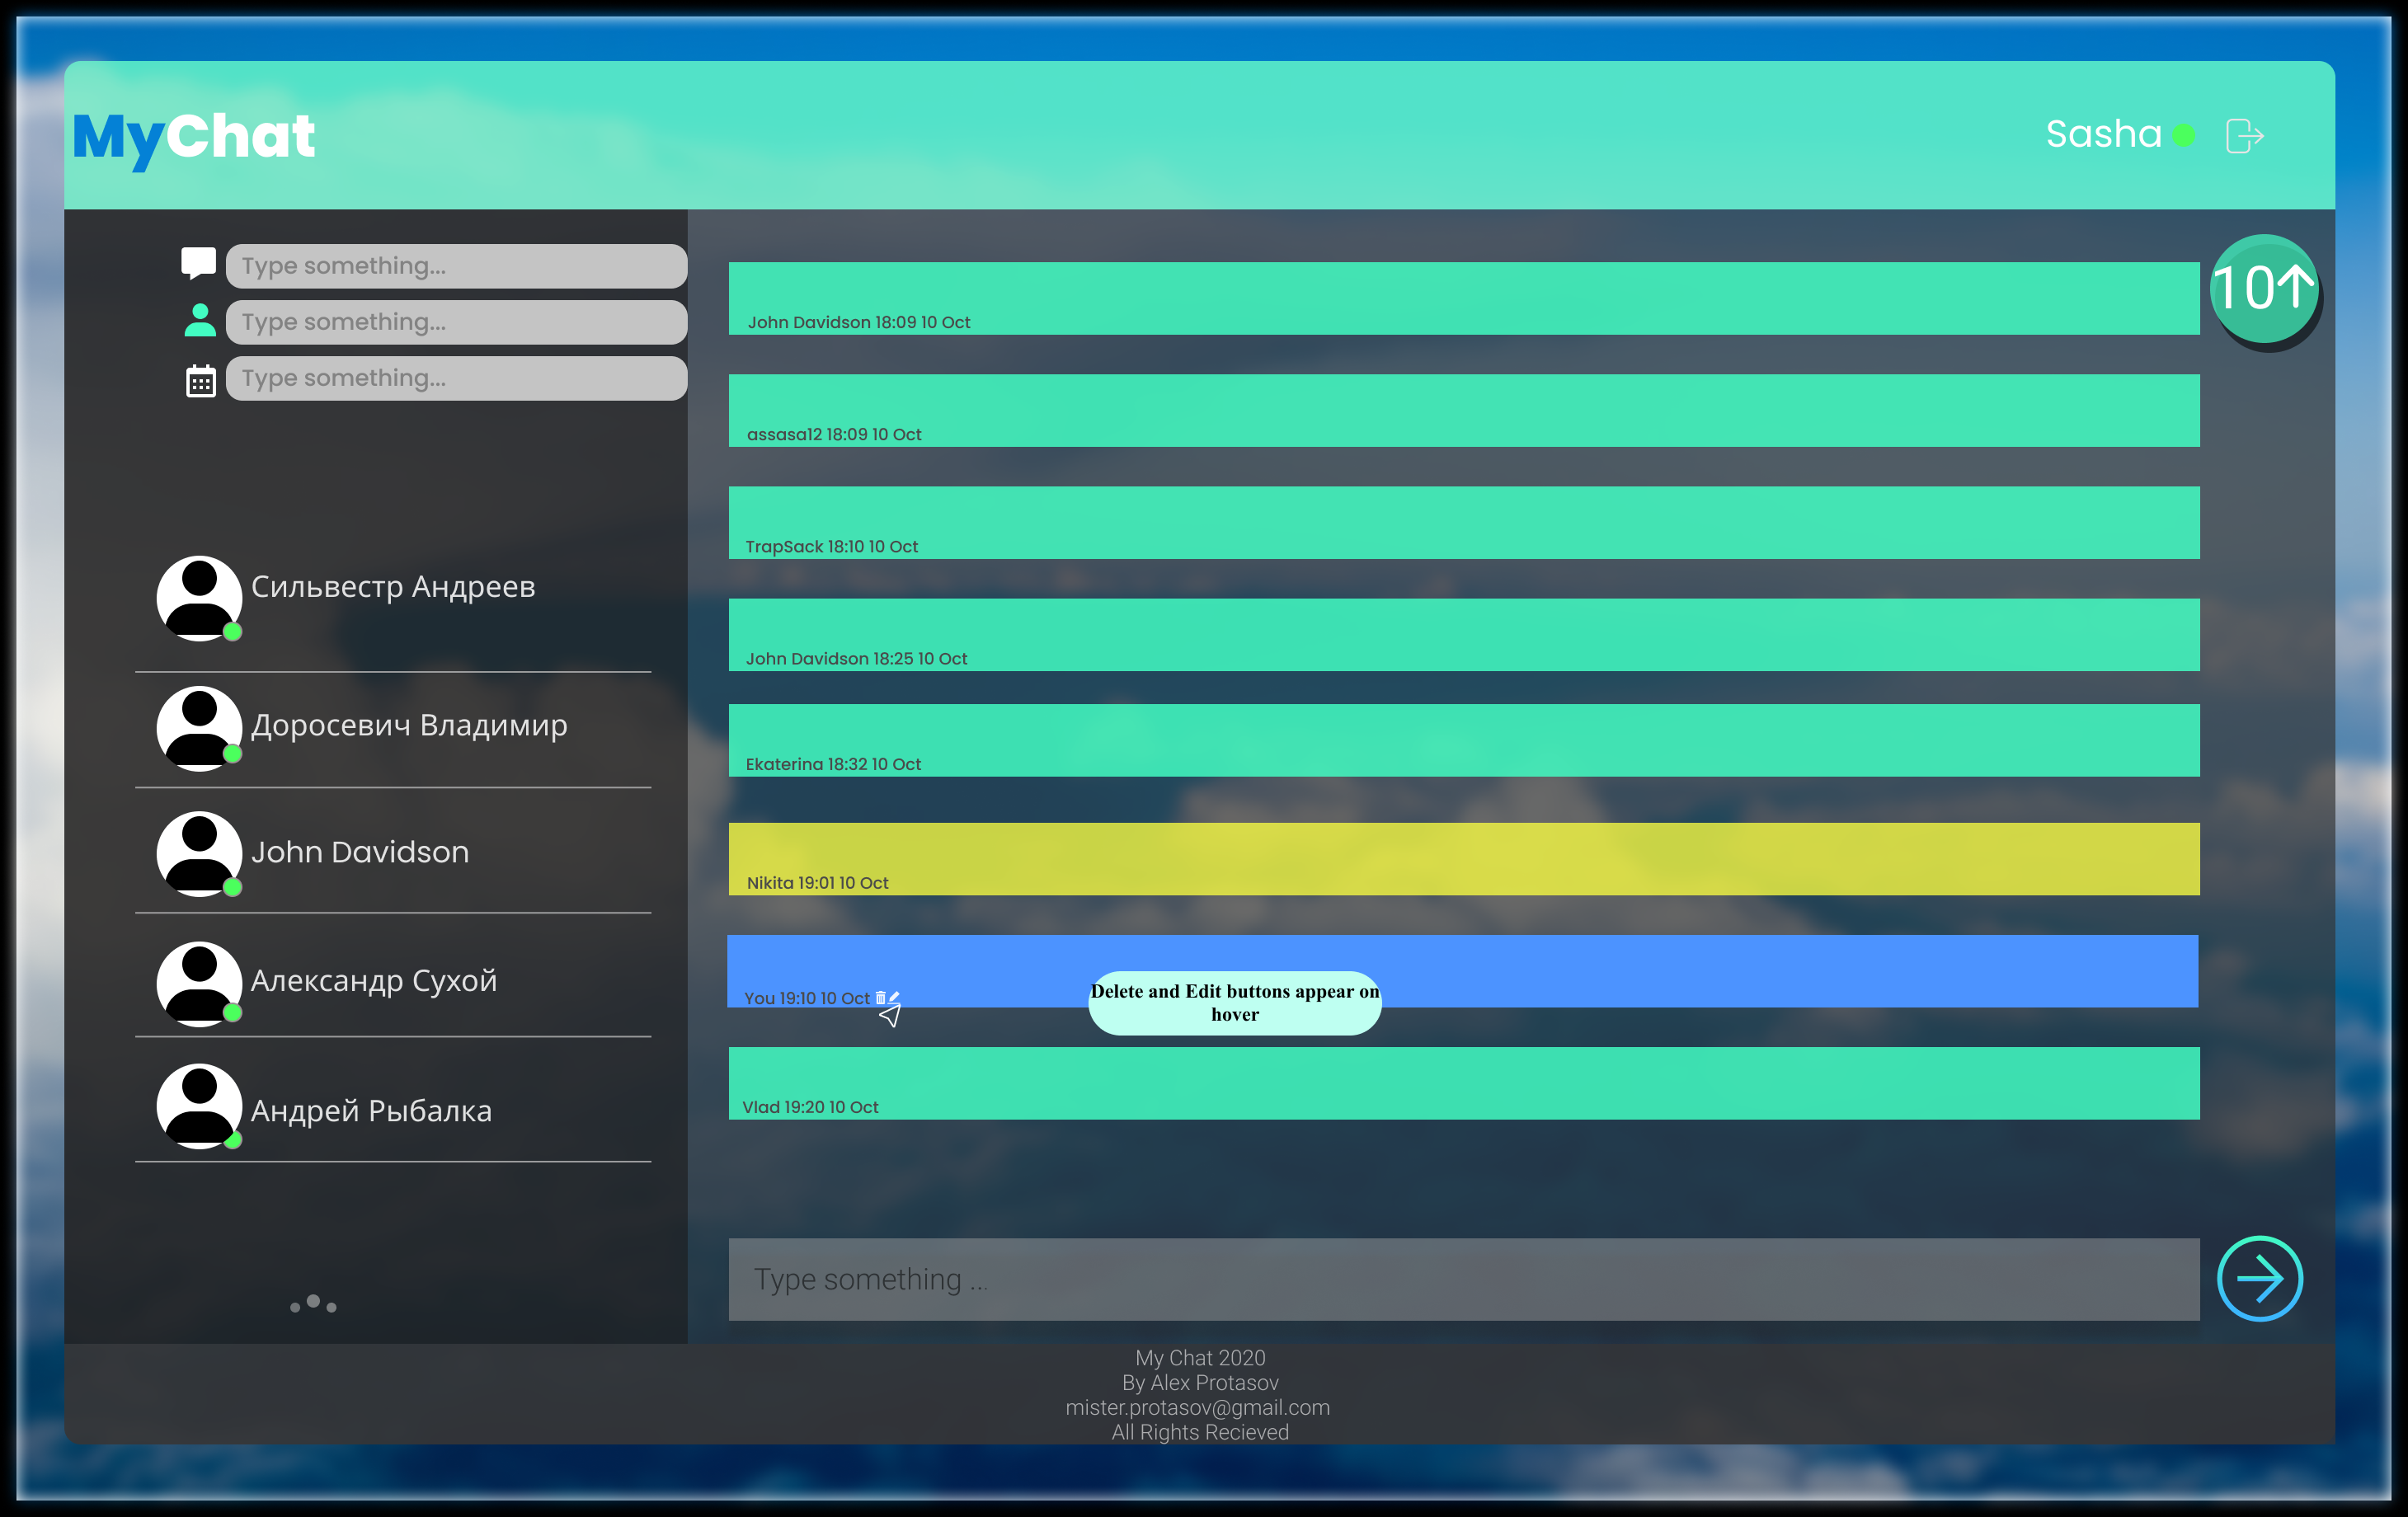 MyChat
Sasha
Type something...
Type something...
Type something...
Сильвестр Андреев
Доросевич Владимир
John Davidson
Александр Сухой
Андрей Рыбалка
10↑
John Davidson 18:09 10 Oct
assasa12 18:09 10 Oct
TrapSack 18:10 10 Oct
John Davidson 18:25 10 Oct
Ekaterina 18:32 10 Oct
Nikita 19:01 10 Oct
You 19:10 10 Oct
Delete and Edit buttons appear on
hover
Vlad 19:20 10 Oct
Type something ...
My Chat 2020
By Alex Protasov
mister.protasov@gmail.com
All Rights Recieved